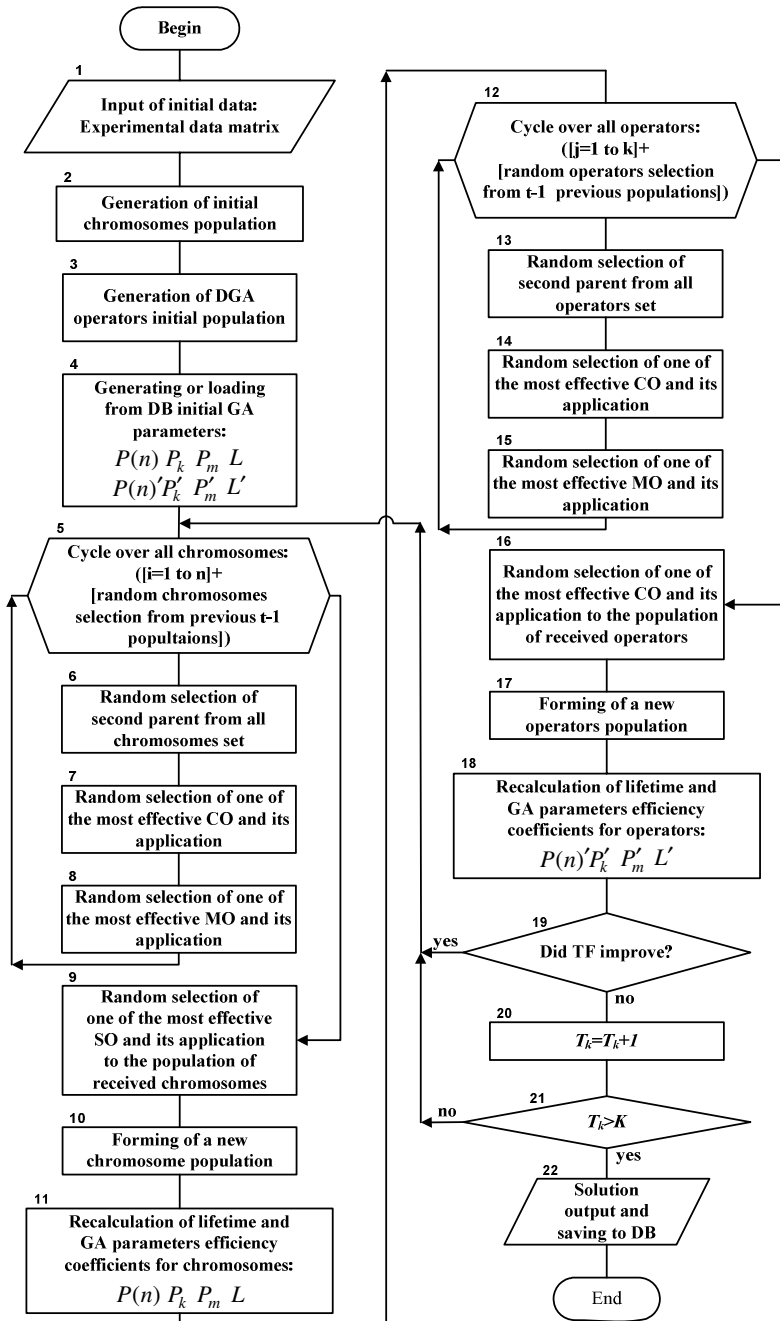 Begin
1
Input of initial data:
Experimental data matrix
2
Generation of initial
chromosomes population
3
Generation of DGA
operators initial population
4
Generating or loading
from DB initial GA
parameters:
P(n) P_k P_m L
P(n)'P'_k P'_m L'
5
Cycle over all chromosomes:
([i=1 to n]+
[random chromosomes
selection from previous t-1
popultaions])
6
Random selection of
second parent from all
chromosomes set
7
Random selection of one of
the most effective CO and its
application
8
Random selection of one of
the most effective MO and its
application
9
Random selection of
one of the most effective
SO and its application
to the population of
received chromosomes
10
Forming of a new
chromosome population
11
Recalculation of lifetime and
GA parameters efficiency
coefficients for chromosomes:
P(n) P_k P_m L
12
Cycle over all operators:
([j=1 to k]+
[random operators selection
from t-1 previous populations])
13
Random selection of
second parent from all
operators set
14
Random selection of one of
the most effective CO and its
application
15
Random selection of one of
the most effective MO and its
application
16
Random selection of one of
the most effective CO and its
application to the population
of received operators
17
Forming of a new
operators population
18
Recalculation of lifetime and
GA parameters efficiency
coefficients for operators:
P(n)'P'_k P'_m L'
19
yes
Did TF improve?
no
20
T_k=T_k+1
21
no
T_k>K
yes
22
Solution
output and
saving to DB
End